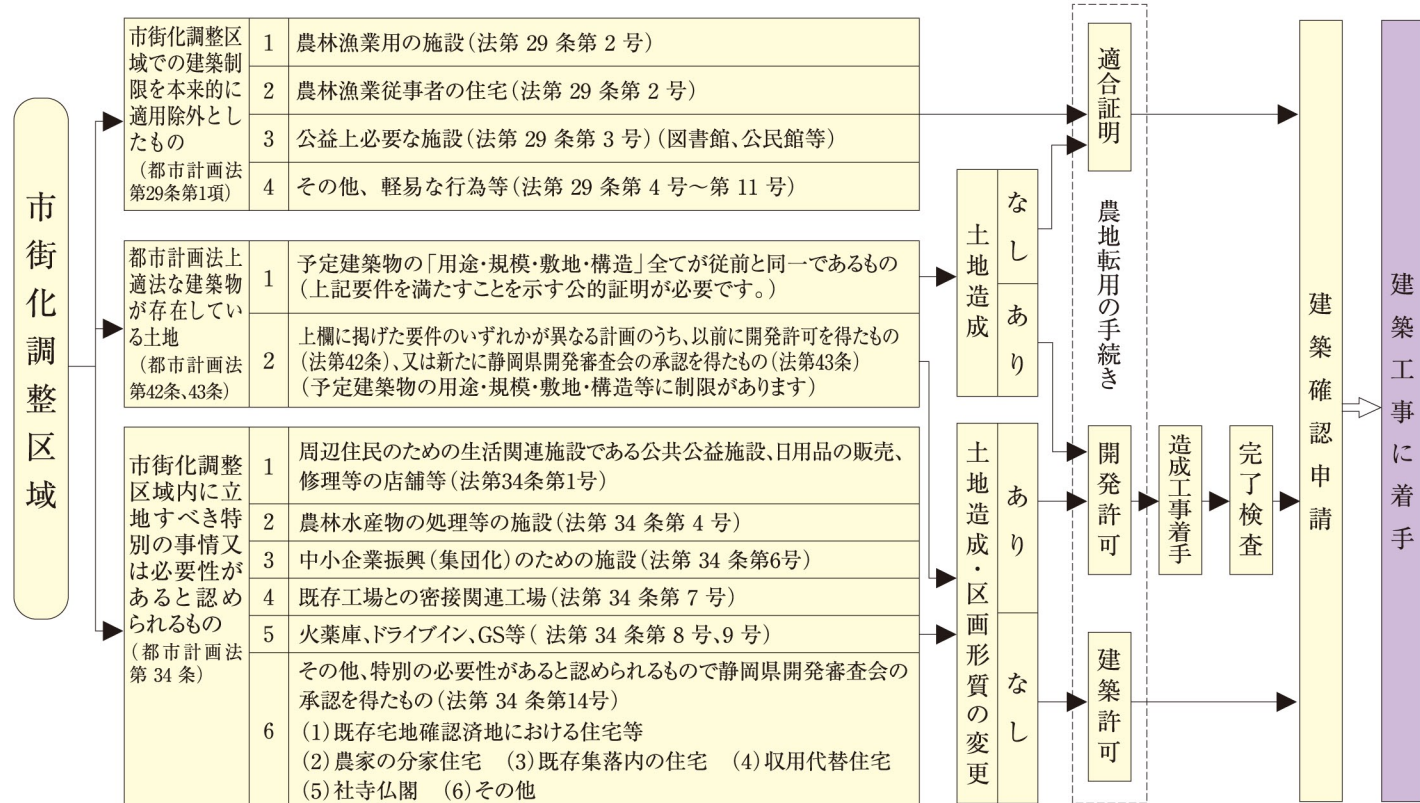 市街化調整区域
市街化調整区
域での建築制
限を本来的に
適用除外とし
たもの
（都市計画法
第29条第1項）
1 農林漁業用の施設（法第 29 条第 2 号）
2 農林漁業従事者の住宅（法第 29 条第 2 号）
3 公益上必要な施設（法第 29 条第 3 号）（図書館、公民館等）
4 その他、軽易な行為等（法第 29 条第 4 号～第 11 号）
都市計画法上
適法な建築物
が存在してい
る土地
（都市計画法
第42条、43条）
1 予定建築物の「用途・規模・敷地・構造」全てが従前と同一であるもの
（上記要件を満たすことを示す公的証明が必要です。）
2 上欄に掲げた要件のいずれかが異なる計画のうち、以前に開発許可を得たもの
（法第42条）、又は新たに静岡県開発審査会の承認を得たもの（法第43条）
（予定建築物の用途・規模・敷地・構造等に制限があります）
市街化調整
区域内に立
地すべき特
別の事情又
は必要性が
あると認め
られるもの
（都市計画法
第 34 条）
1 周辺住民のための生活関連施設である公共公益施設、日用品の販売、
修理等の店舗等（法第34条第1号）
2 農林水産物の処理等の施設（法第 34 条第 4 号）
3 中小企業振興（集団化）のための施設（法第 34 条第6号）
4 既存工場との密接関連工場（法第 34 条第 7 号）
5 火薬庫、ドライブイン、GS等（ 法第 34 条第 8 号、9 号）
6 その他、特別の必要性があると認められるもので静岡県開発審査会の
承認を得たもの（法第 34 条第14号）
（1）既存宅地確認済地における住宅等
（2）農家の分家住宅　（3）既存集落内の住宅　（4）収用代替住宅
（5）社寺仏閣　（6）その他
土地造成
なし
あり
土地造成・区画形質の変更
あり
なし
適合証明
農地転用の手続き
開発許可
建築許可
造成工事着手
完了検査
建築確認申請
建築工事に着手